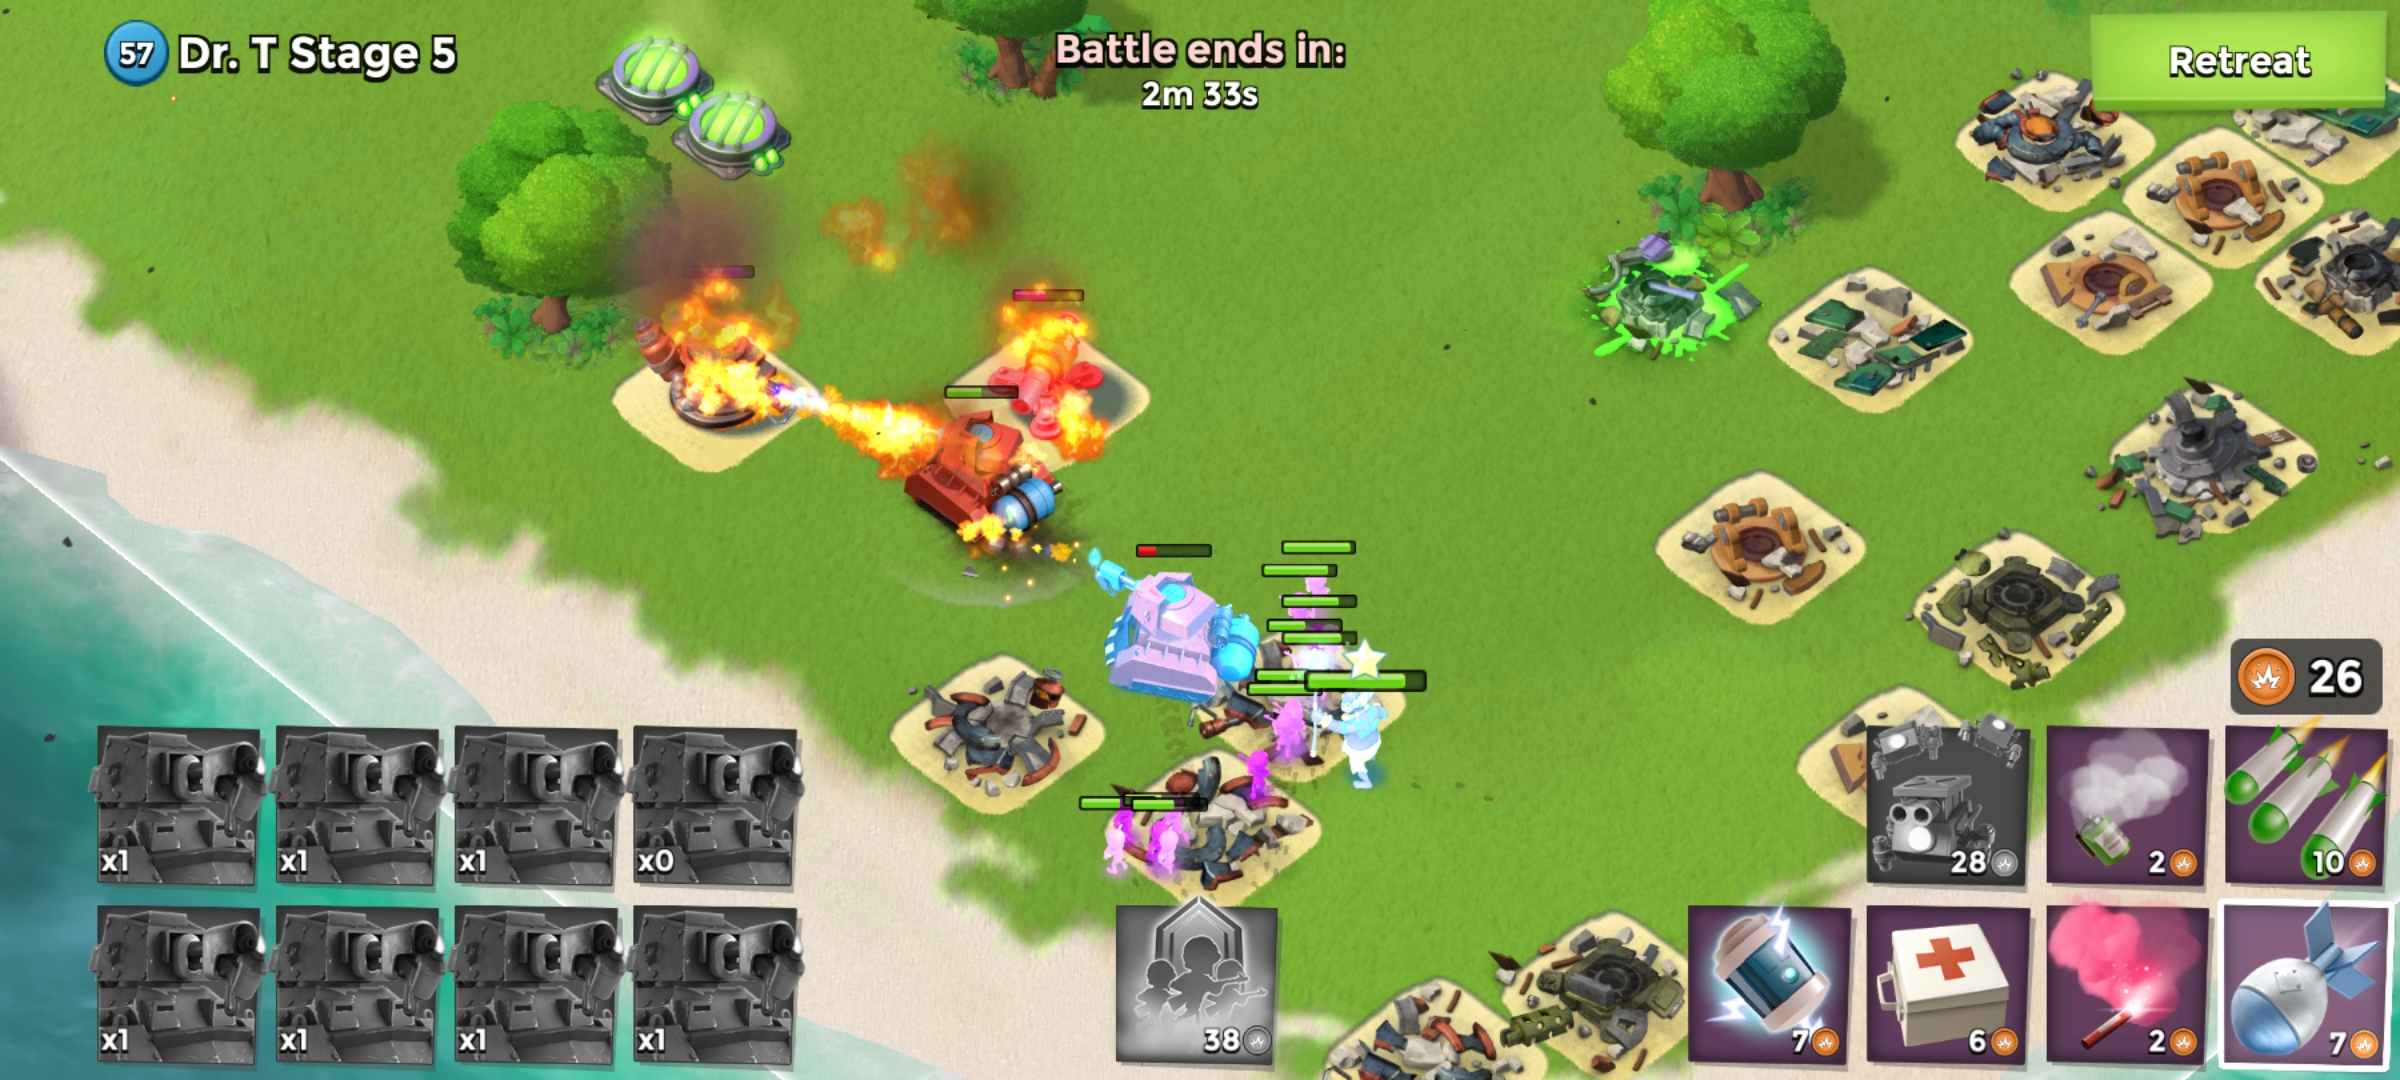 57 Dr. T Stage 5
Battle ends in:
2m 33s
Retreat
26
x1 x1 x1 x0
28 2 10
x1 x1 x1 x1
38 7 6 2 7